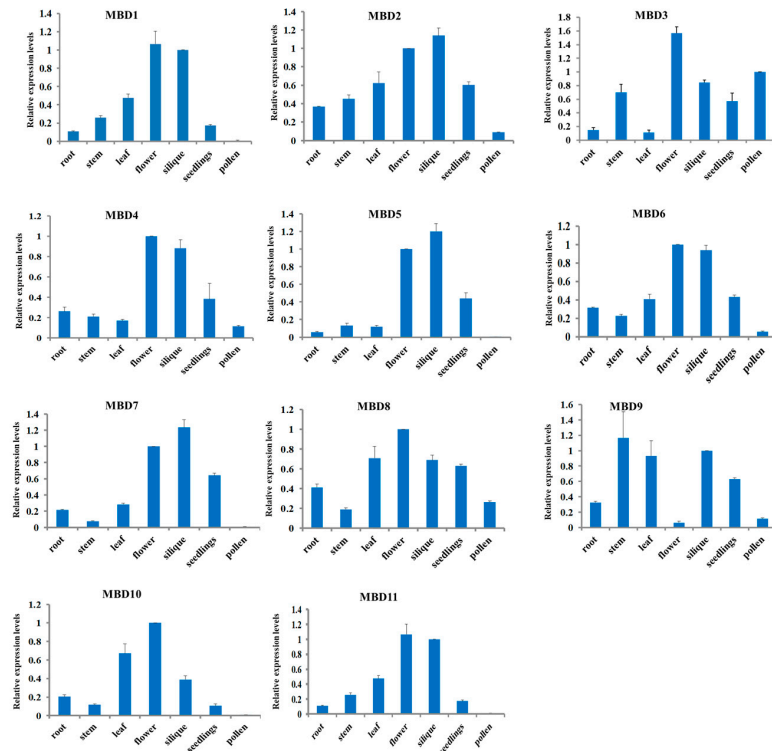 MBD1
Relative expression levels
1.4
1.2
1
0.8
0.6
0.4
0.2
0
root stem leaf flower silique seedlings pollen
MBD2
Relative expression levels
1.4
1.2
1
0.8
0.6
0.4
0.2
0
root stem leaf flower silique seedlings pollen
MBD3
Relative expression levels
1.8
1.6
1.4
1.2
1.0
0.8
0.6
0.4
0.2
0
root stem leaf flower silique seedlings pollen
MBD4
Relative expression levels
1.2
1
0.8
0.6
0.4
0.2
0
root stem leaf flower silique seedlings pollen
MBD5
Relative expression levels
1.4
1.2
1
0.8
0.6
0.4
0.2
0
root stem leaf flower silique seedlings pollen
MBD6
Relative expression levels
1.2
1
0.8
0.6
0.4
0.2
0
root stem leaf flower silique seedlings pollen
MBD7
Relative expression levels
1.4
1.2
1
0.8
0.6
0.4
0.2
0
root stem leaf flower silique seedlings pollen
MBD8
Relative expression levels
1.2
1
0.8
0.6
0.4
0.2
0
root stem leaf flower silique seedlings pollen
MBD9
Relative expression levels
1.6
1.4
1.2
1
0.8
0.6
0.4
0.2
0
root stem leaf flower silique seedlings pollen
MBD10
Relative expression levels
1.2
1
0.8
0.6
0.4
0.2
0
root stem leaf flower silique seedlings pollen
MBD11
Relative expression levels
1.4
1.2
1
0.8
0.6
0.4
0.2
0
root stem leaf flower silique seedlings pollen